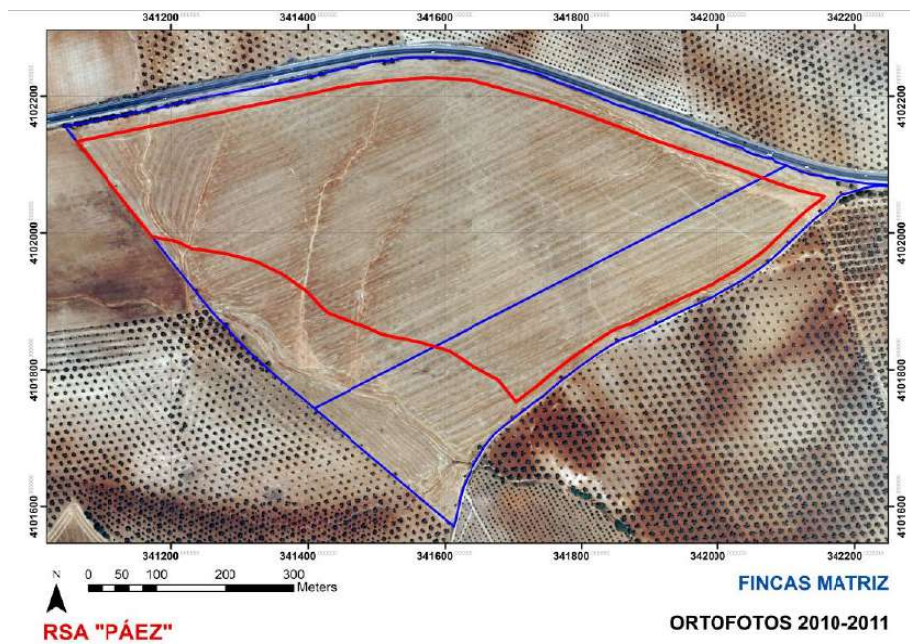 341200 341400 341600 341800 342000 342200
4102200 4102200
4102000 4102000
4101800 4101800
4101600 4101600
341200 341400 341600 341800 342000 342200
N
0 50 100 200 300
Meters
FINCAS MATRIZ
RSA "PÁEZ"
ORTOFOTOS 2010-2011